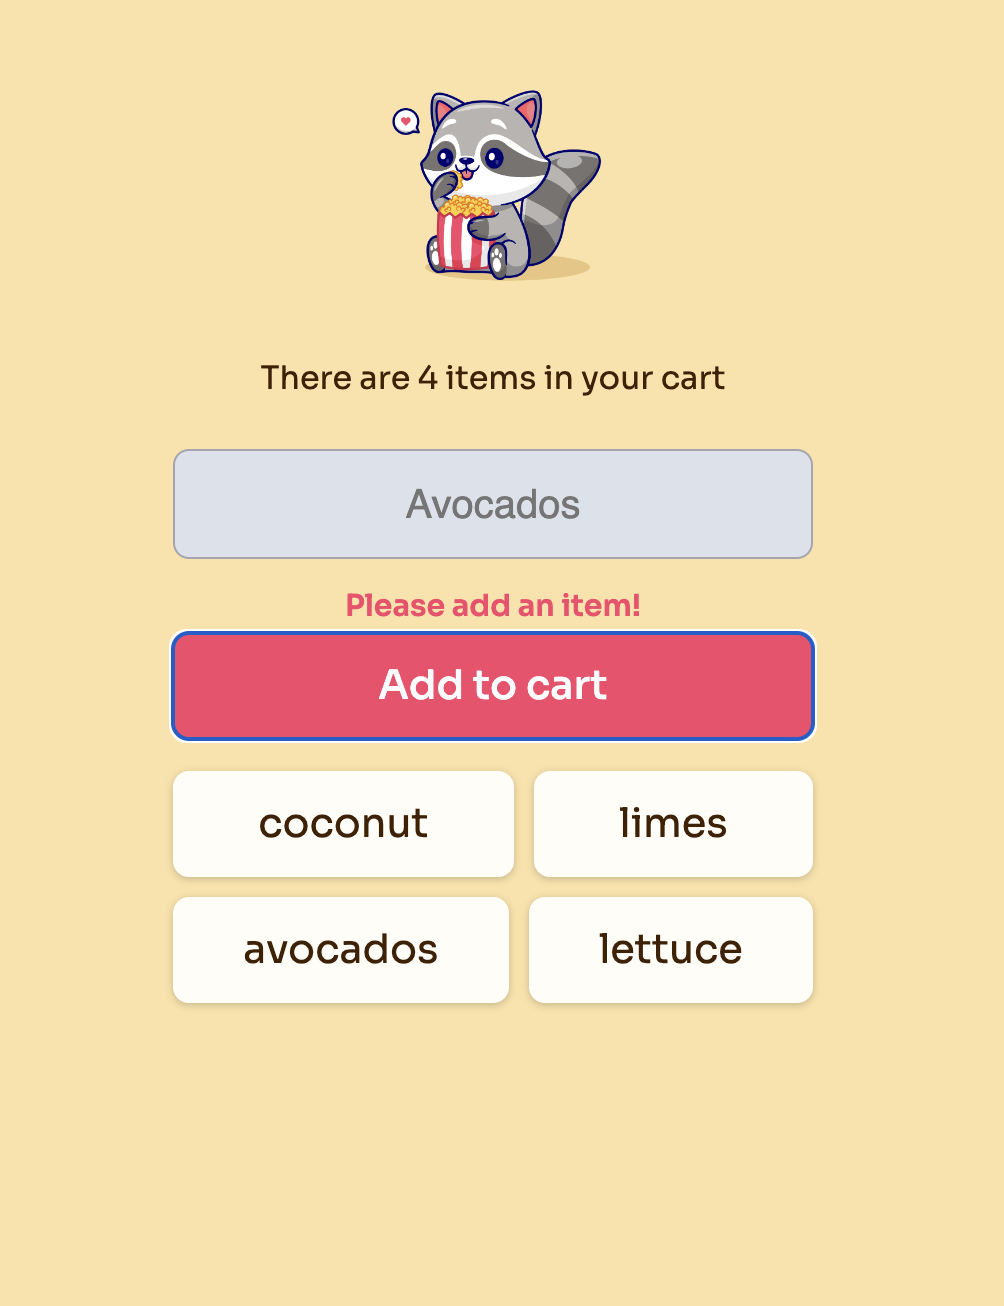 There are 4 items in your cart
Avocados
Please add an item!
Add to cart
coconut
limes
avocados
lettuce